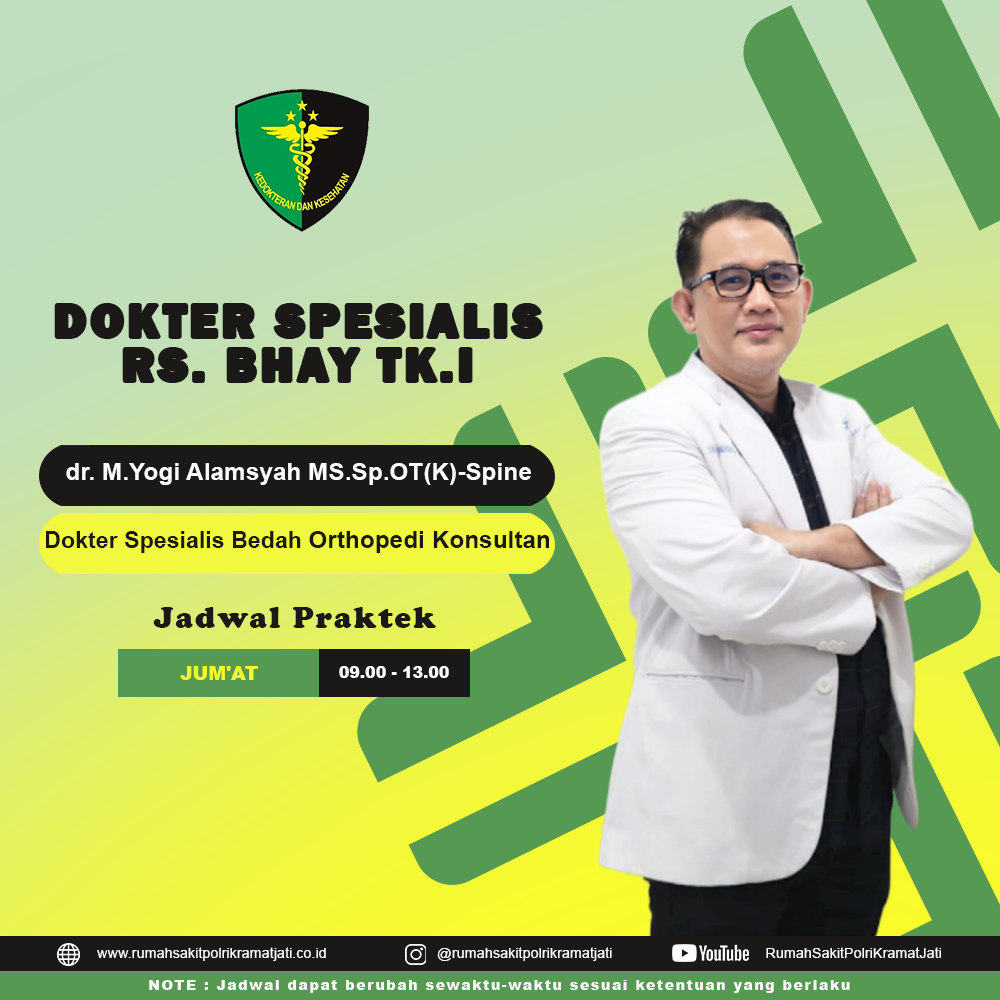 KEDOKTERAN DAN KESEHATAN
DOKTER SPESIALIS
RS. BHAY TK.I
dr. M.Yogi Alamsyah MS.Sp.OT(K)-Spine
Dokter Spesialis Bedah Orthopedi Konsultan
Jadwal Praktek
JUM'AT 09.00 - 13.00
www.rumahsakitpolrikramatjati.co.id @rumahsakitpolrikramatjati YouTube RumahSakitPolriKramatJati
NOTE : Jadwal dapat berubah sewaktu-waktu sesuai ketentuan yang berlaku